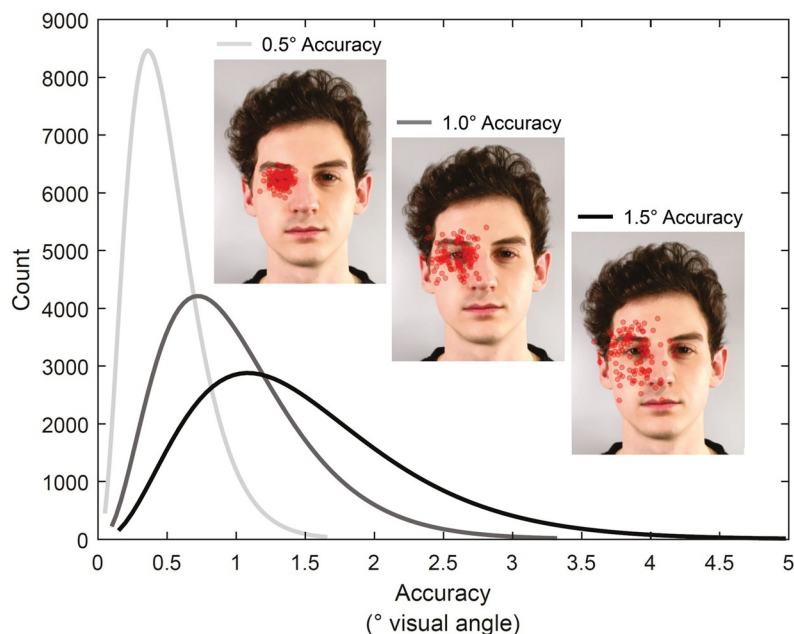 9000
8000
7000
6000
5000
4000
3000
2000
1000
0
Count
0.5° Accuracy
1.0° Accuracy
1.5° Accuracy
0 0.5 1 1.5 2 2.5 3 3.5 4 4.5 5
Accuracy
(° visual angle)